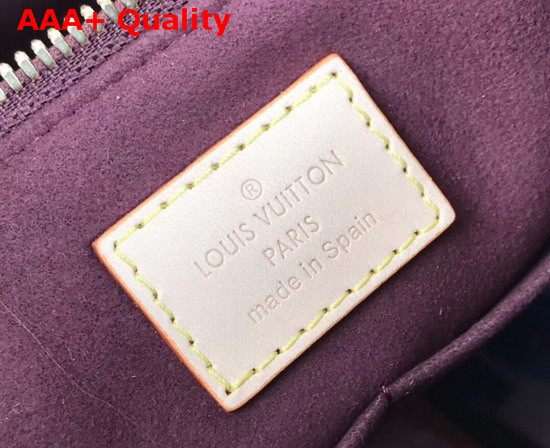 AAA+ Quality
®
LOUIS VUITTON
PARIS
made in Spain